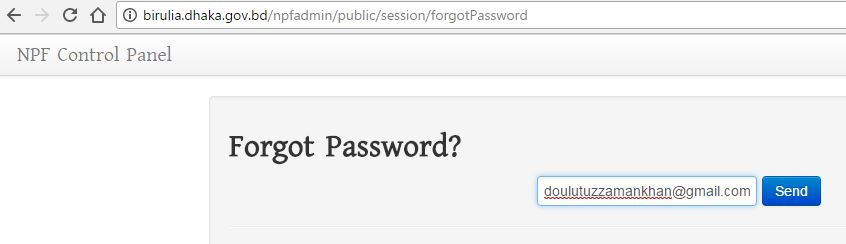 birulia.dhaka.gov.bd/npfadmin/public/session/forgotPassword
NPF Control Panel
Forgot Password?
doulutuzzamankhan@gmail.com Send